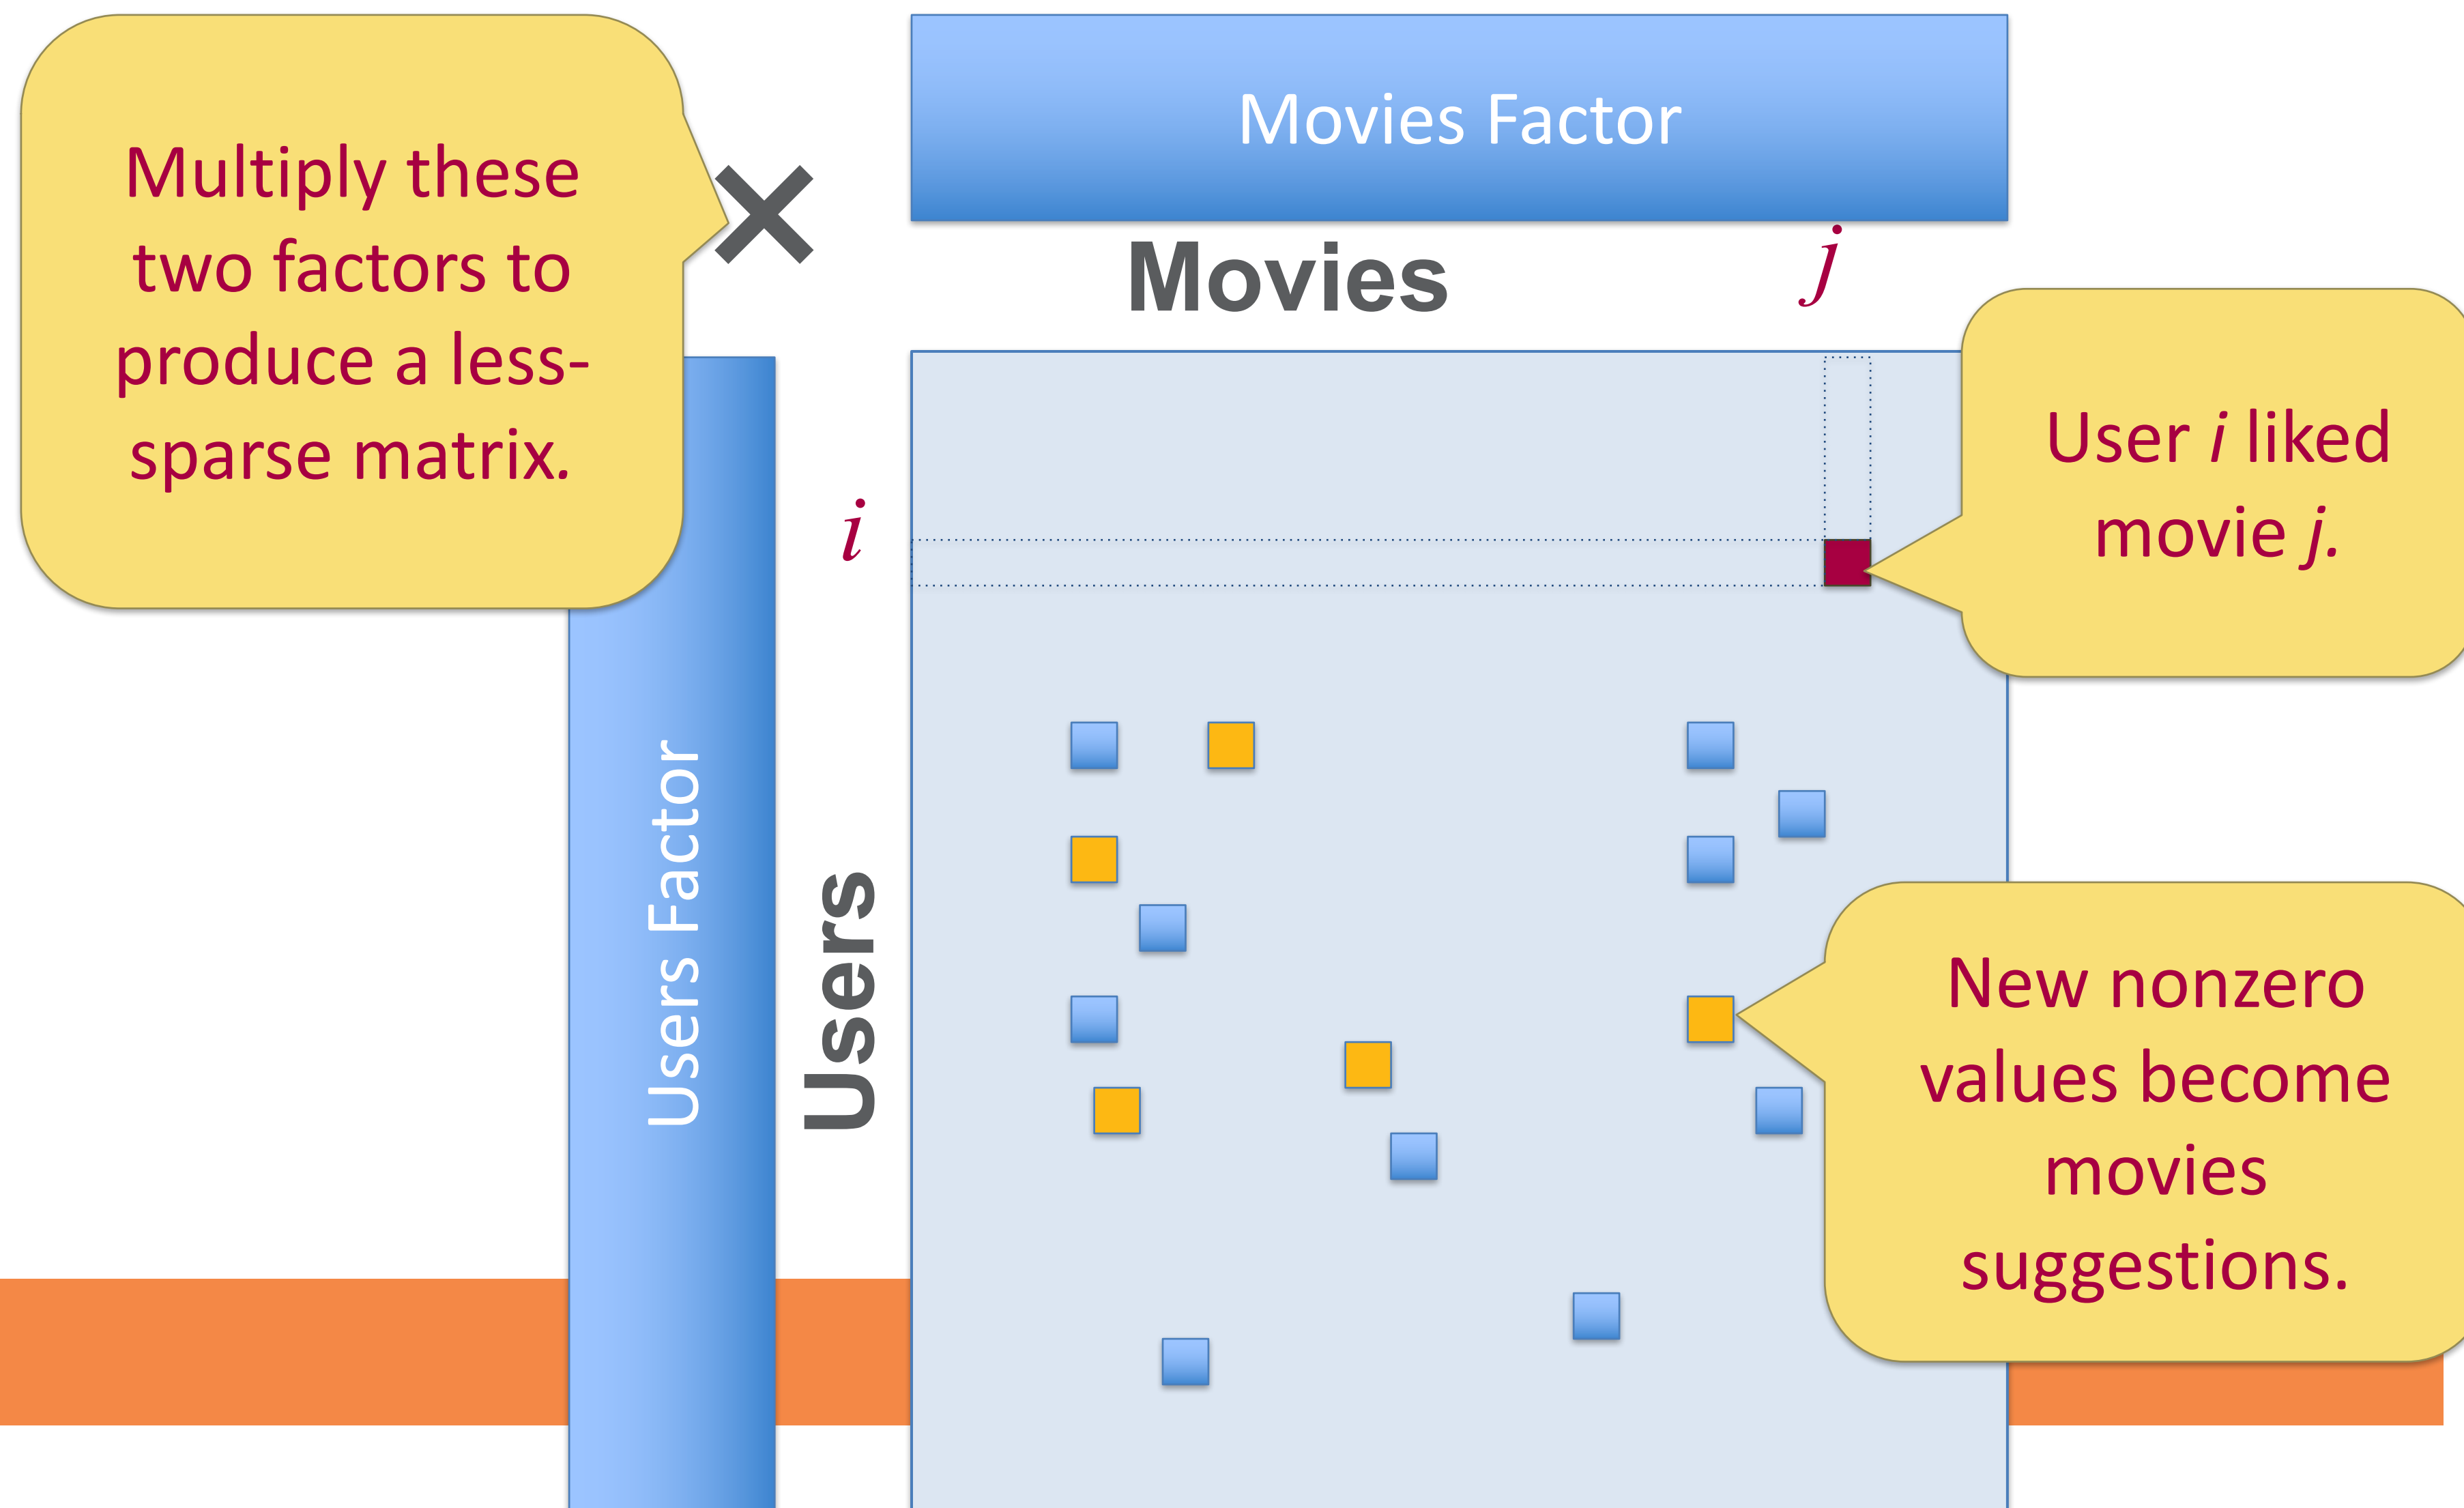 Multiply these
two factors to
produce a less-
sparse matrix.
×
Movies Factor
Movies
j
i
User i liked
movie j.
Users Factor
Users
New nonzero
values become
movies
suggestions.